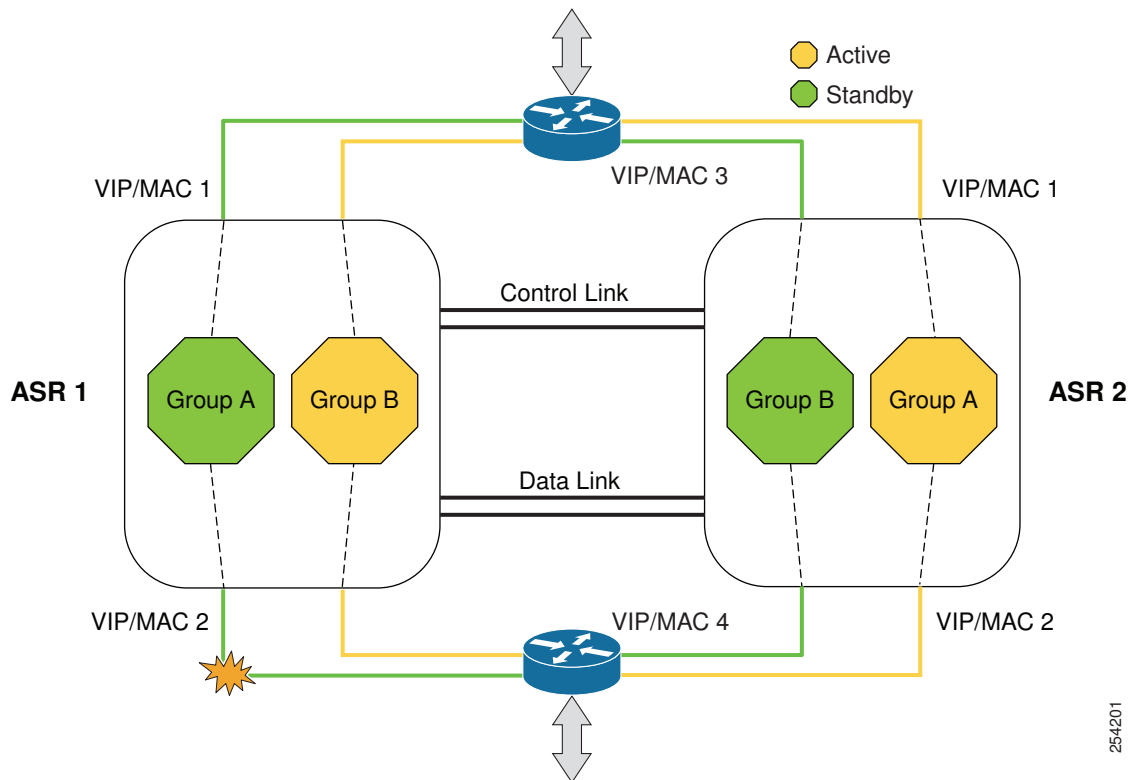 Active
Standby
VIP/MAC 3
VIP/MAC 1
VIP/MAC 1
Control Link
ASR 1
Group A
Group B
Group B
Group A
ASR 2
Data Link
VIP/MAC 2
VIP/MAC 4
VIP/MAC 2
254201